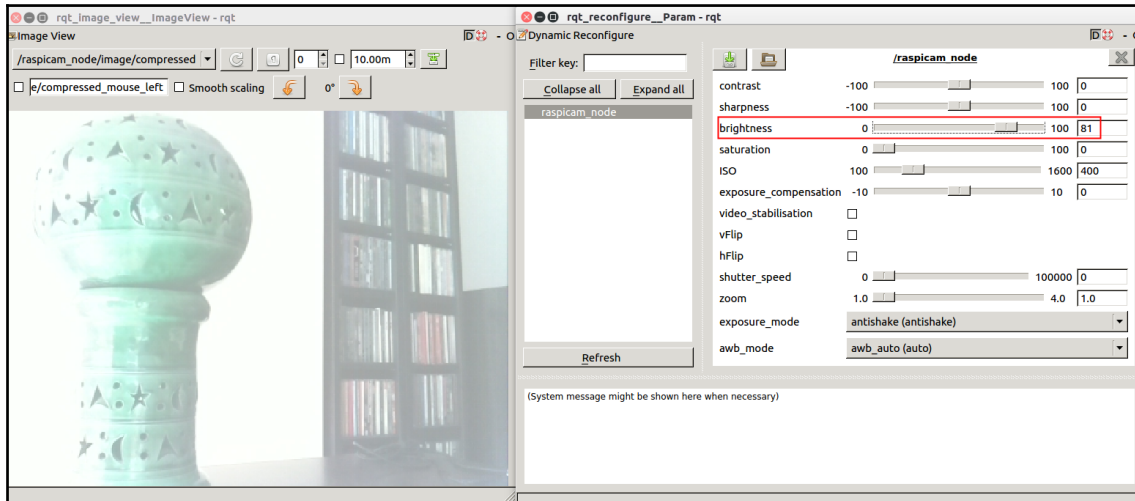 rqt_image_view__ImageView - rqt
Image View
D - O
/raspicam_node/image/compressed 0 10.00m
e/compressed_mouse_left Smooth scaling 0°
rqt_reconfigure__Param - rqt
Dynamic Reconfigure
D -
Filter key:
Collapse all Expand all
raspicam_node
Refresh
/raspicam_node
contrast -100 100 0
sharpness -100 100 0
brightness 0 100 81
saturation 0 100 0
ISO 100 1600 400
exposure_compensation -10 10 0
video_stabilisation
vFlip
hFlip
shutter_speed 0 100000 0
zoom 1.0 4.0 1.0
exposure_mode antishake (antishake)
awb_mode awb_auto (auto)
(System message might be shown here when necessary)